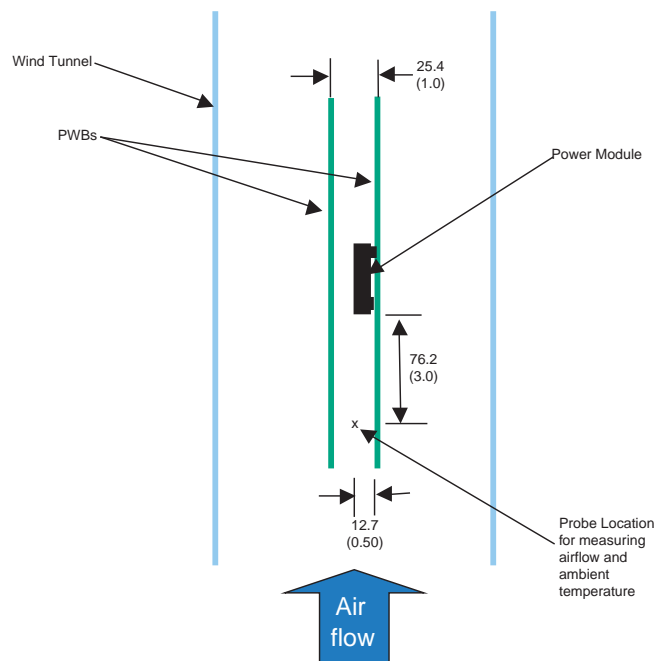 25.4
(1.0)
Wind Tunnel
PWBs
Power Module
76.2
(3.0)
x
12.7
(0.50)
Probe Location
for measuring
airflow and
ambient
temperature
Air
flow